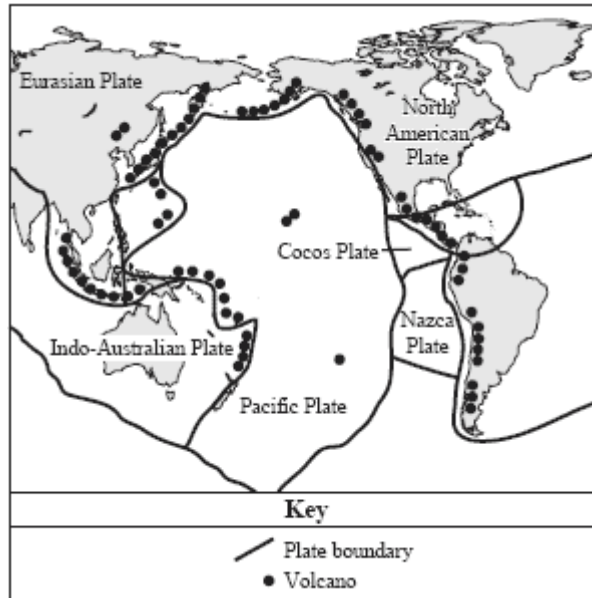 Eurasian Plate
North
American
Plate
Cocos Plate
Nazca
Plate
Indo-Australian Plate
Pacific Plate
Key
Plate boundary
Volcano